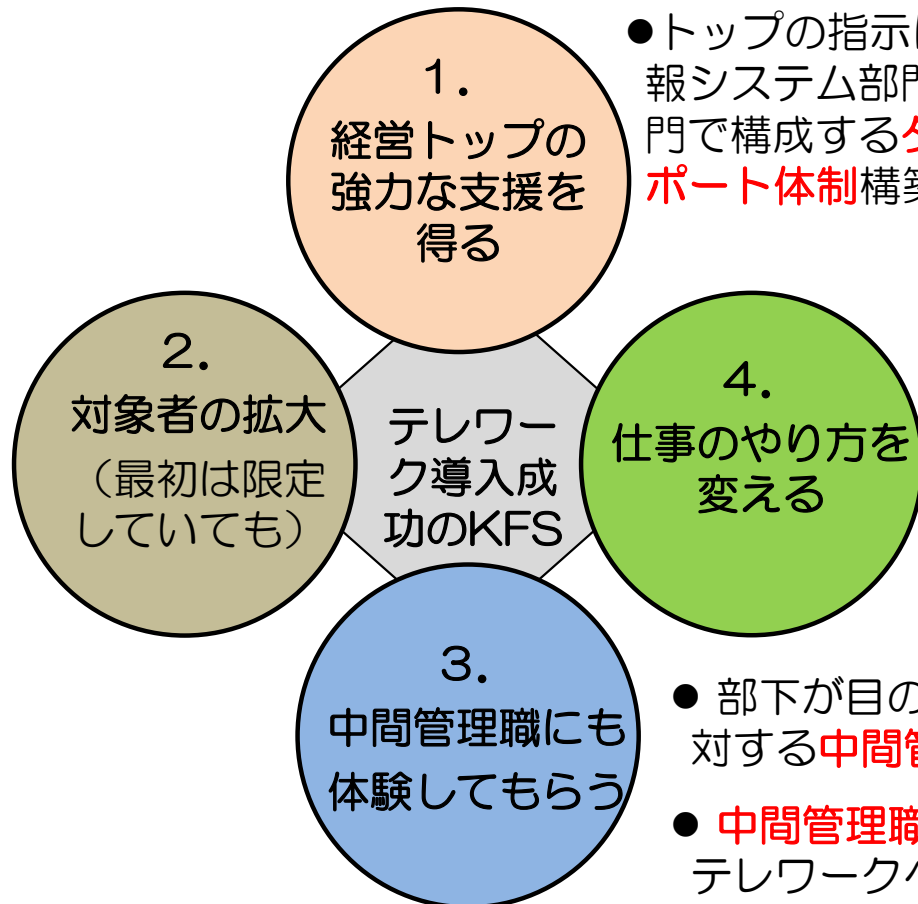 1.
経営トップの
強力な支援を
得る
●トップの指示
報システム部門
門で構成する
ポート体制構築
2.
対象者の拡大
(最初は限定
していても)
テレワー
ク導入成
功のKFS
4.
仕事のやり方を
変える
3.
中間管理職にも
体験してもらう
● 部下が目の
対する中間管
● 中間管理職
テレワークへ